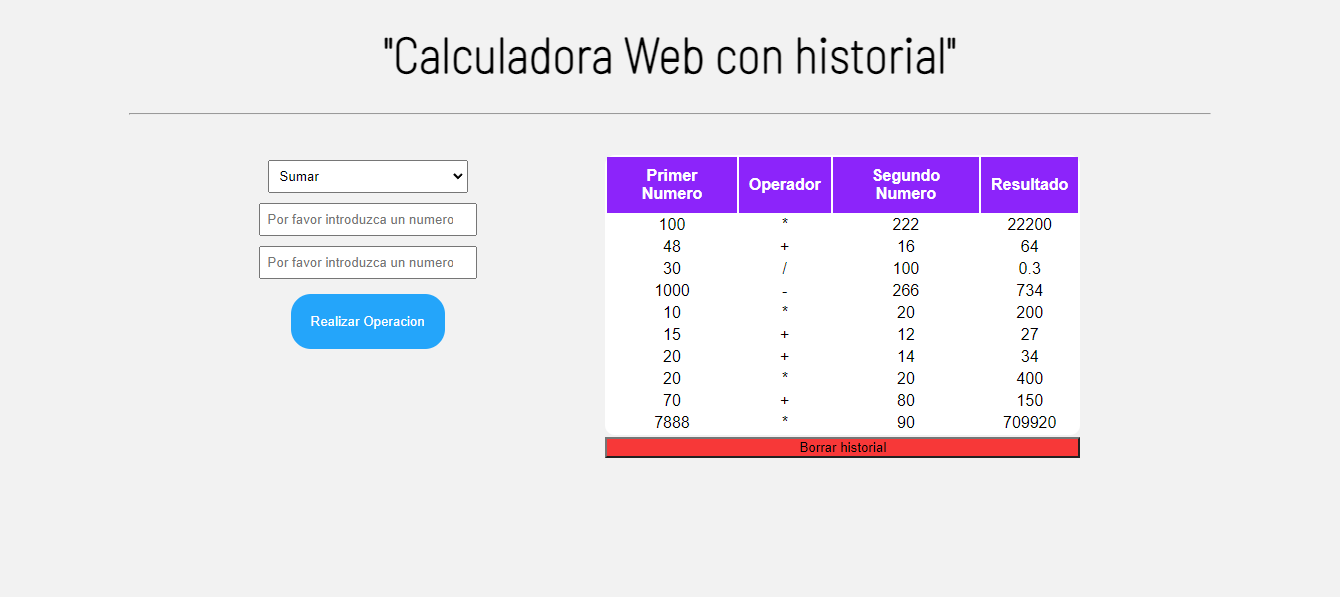 "Calculadora Web con historial"
Sumar
Por favor introduzca un numero
Por favor introduzca un numero
Realizar Operacion
Primer Numero Operador Segundo Numero Resultado
100 * 222 22200
48 + 16 64
30 / 100 0.3
1000 - 266 734
10 * 20 200
15 + 12 27
20 + 14 34
20 * 20 400
70 + 80 150
7888 * 90 709920
Borrar historial